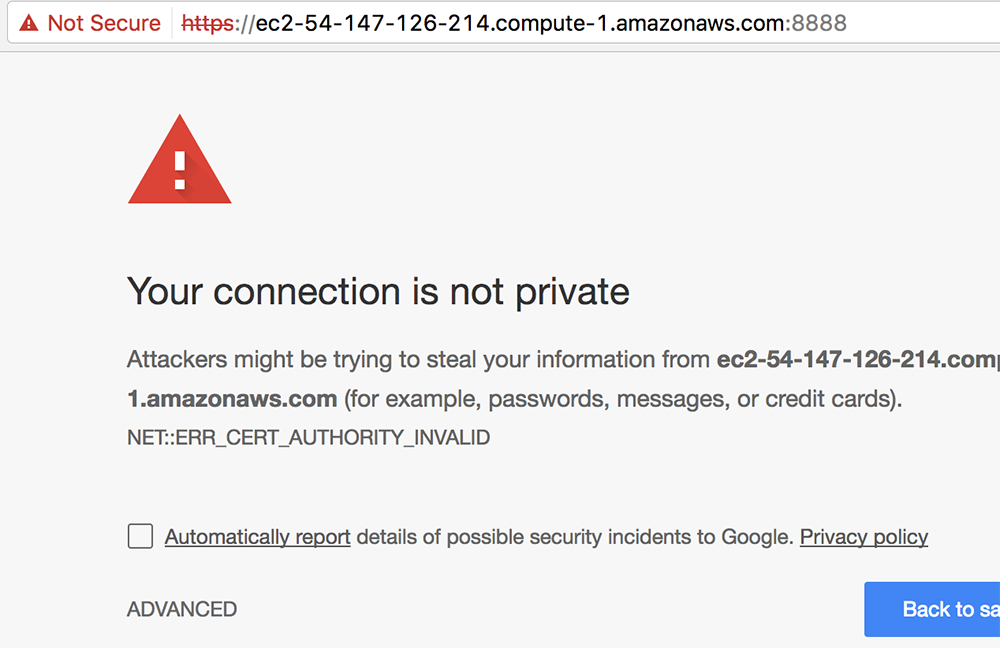 Not Secure https://ec2-54-147-126-214.compute-1.amazonaws.com:8888
Your connection is not private
Attackers might be trying to steal your information from ec2-54-147-126-214.comp
1.amazonaws.com (for example, passwords, messages, or credit cards).
NET::ERR_CERT_AUTHORITY_INVALID
Automatically report details of possible security incidents to Google. Privacy policy
ADVANCED
Back to sa